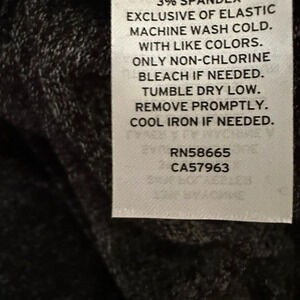 3% SPANDEX
EXCLUSIVE OF ELASTIC
MACHINE WASH COLD.
WITH LIKE COLORS.
ONLY NON-CHLORINE
BLEACH IF NEEDED.
TUMBLE DRY LOW.
REMOVE PROMPTLY.
COOL IRON IF NEEDED.
RN58665
CA57963